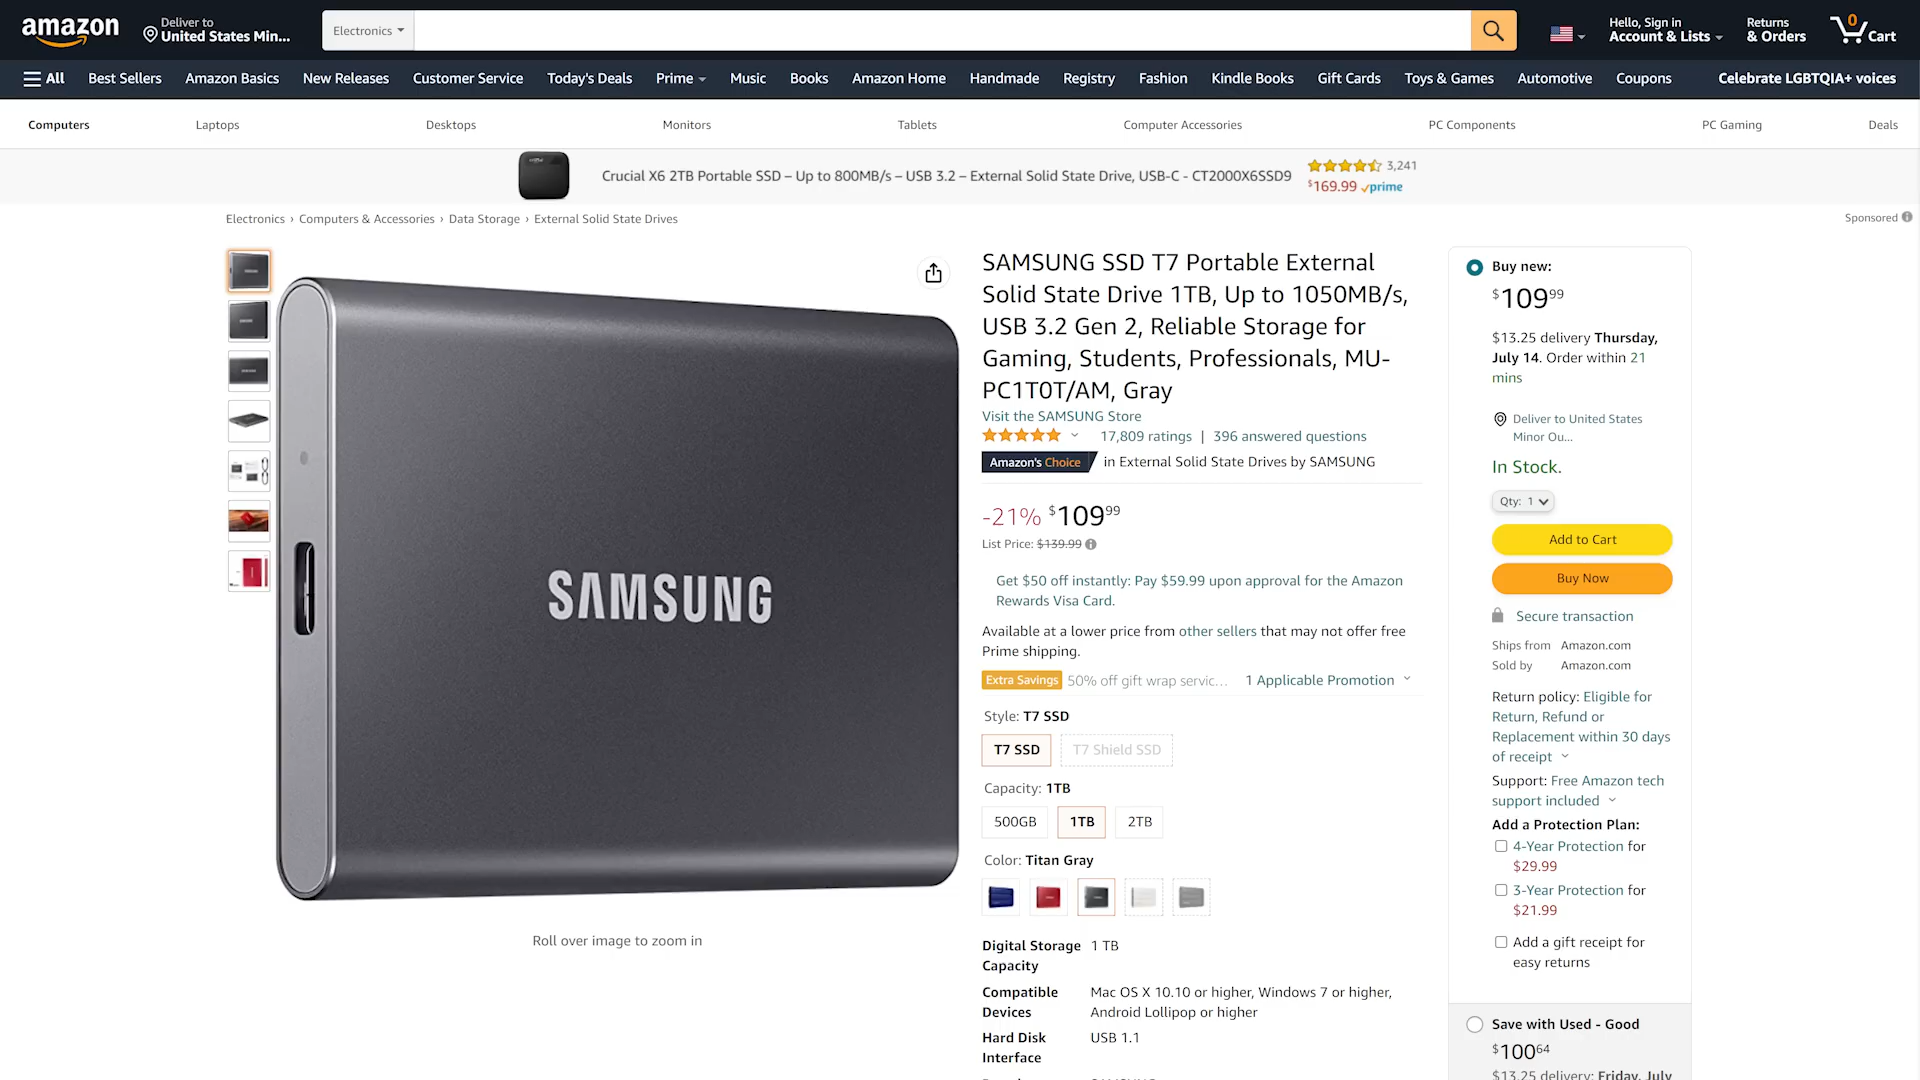 amazon
Deliver to
United States Min...
Electronics
Hello, Sign in
Account & Lists
Returns
& Orders
0
Cart
All
Best Sellers
Amazon Basics
New Releases
Customer Service
Today's Deals
Prime
Music
Books
Amazon Home
Handmade
Registry
Fashion
Kindle Books
Gift Cards
Toys & Games
Automotive
Coupons
Celebrate LGBTQIA+ voices
Computers
Laptops
Desktops
Monitors
Tablets
Computer Accessories
PC Components
PC Gaming
Deals
Crucial X6 2TB Portable SSD – Up to 800MB/s – USB 3.2 – External Solid State Drive, USB-C - CT2000X6SSD9
3,241
$169.99 prime
Electronics › Computers & Accessories › Data Storage › External Solid State Drives
Sponsored
SAMSUNG
Roll over image to zoom in
SAMSUNG SSD T7 Portable External
Solid State Drive 1TB, Up to 1050MB/s,
USB 3.2 Gen 2, Reliable Storage for
Gaming, Students, Professionals, MU-
PC1T0T/AM, Gray
Visit the SAMSUNG Store
17,809 ratings | 396 answered questions
Amazon's Choice in External Solid State Drives by SAMSUNG
-21% $109 99
List Price: $139.99
Get $50 off instantly: Pay $59.99 upon approval for the Amazon
Rewards Visa Card.
Available at a lower price from other sellers that may not offer free
Prime shipping.
Extra Savings 50% off gift wrap servic... 1 Applicable Promotion
Style: T7 SSD
T7 SSD
T7 Shield SSD
Capacity: 1TB
500GB
1TB
2TB
Color: Titan Gray
Digital Storage 1 TB
Capacity
Compatible Mac OS X 10.10 or higher, Windows 7 or higher,
Devices Android Lollipop or higher
Hard Disk USB 1.1
Interface
Buy new:
$109 99
$13.25 delivery Thursday,
July 14. Order within 21
mins
Deliver to United States
Minor Ou...
In Stock.
Qty: 1
Add to Cart
Buy Now
Secure transaction
Ships from Amazon.com
Sold by Amazon.com
Return policy: Eligible for
Return, Refund or
Replacement within 30 days
of receipt
Support: Free Amazon tech
support included
Add a Protection Plan:
4-Year Protection for
$29.99
3-Year Protection for
$21.99
Add a gift receipt for
easy returns
Save with Used - Good
$100 64
$13.25 delivery: Friday, July